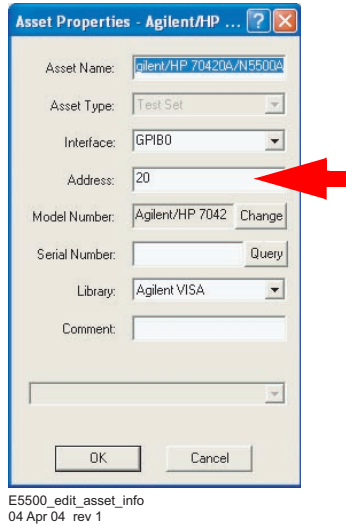 Asset Properties - Agilent/HP ...
Asset Name: gilent/HP 70420A/N5500A
Asset Type: Test Set
Interface: GPIB0
Address: 20
Model Number: Agilent/HP 7042 Change
Serial Number: Query
Library: Agilent VISA
Comment:
OK Cancel
E5500_edit_asset_info
04 Apr 04 rev 1